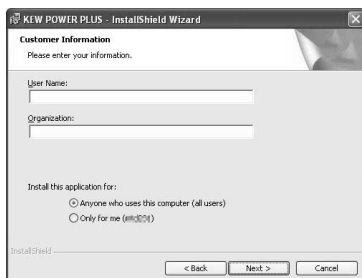 KEW POWER PLUS - InstallShield Wizard
Customer Information
Please enter your information.
User Name:
Organization:
Install this application for:
Anyone who uses this computer (all users)
Only for me (
InstallShield
< Back Next > Cancel